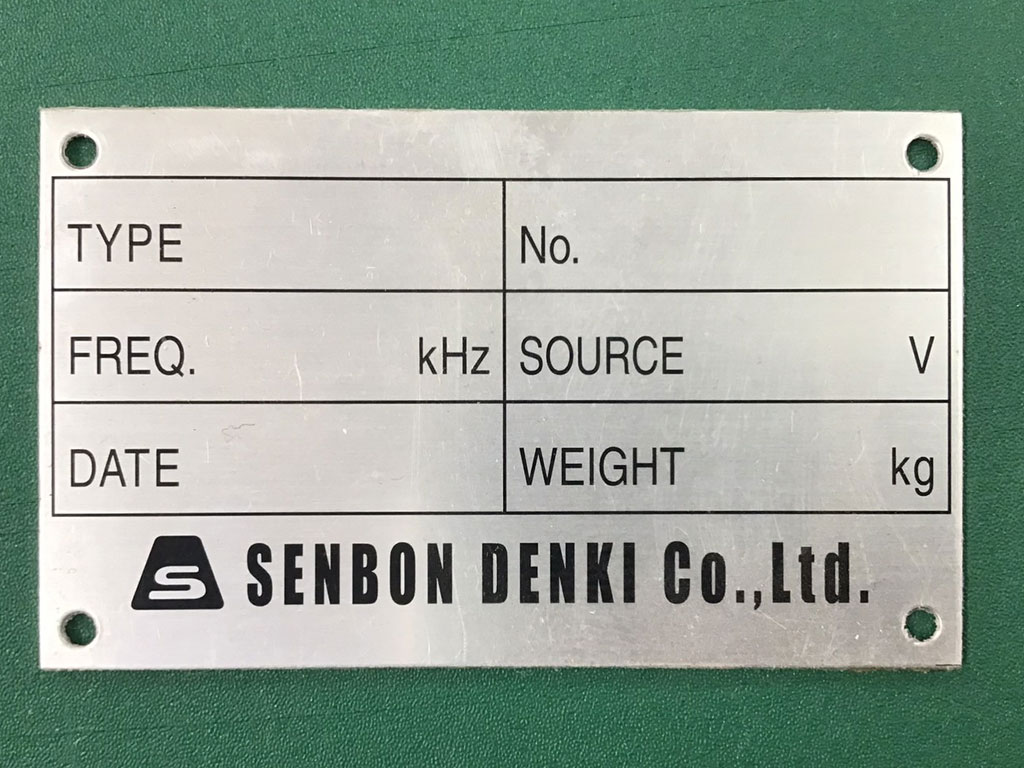 TYPE No.
FREQ. kHz SOURCE V
DATE WEIGHT kg
S SENBON DENKI Co.,Ltd.